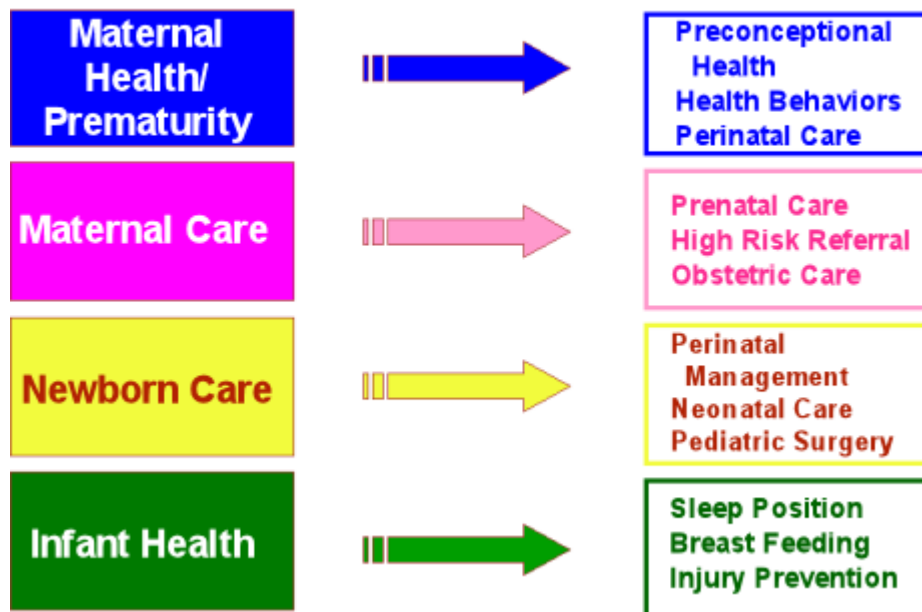 Maternal
Health/
Prematurity
Preconceptional
Health
Health Behaviors
Perinatal Care
Maternal Care
Prenatal Care
High Risk Referral
Obstetric Care
Newborn Care
Perinatal
Management
Neonatal Care
Pediatric Surgery
Infant Health
Sleep Position
Breast Feeding
Injury Prevention